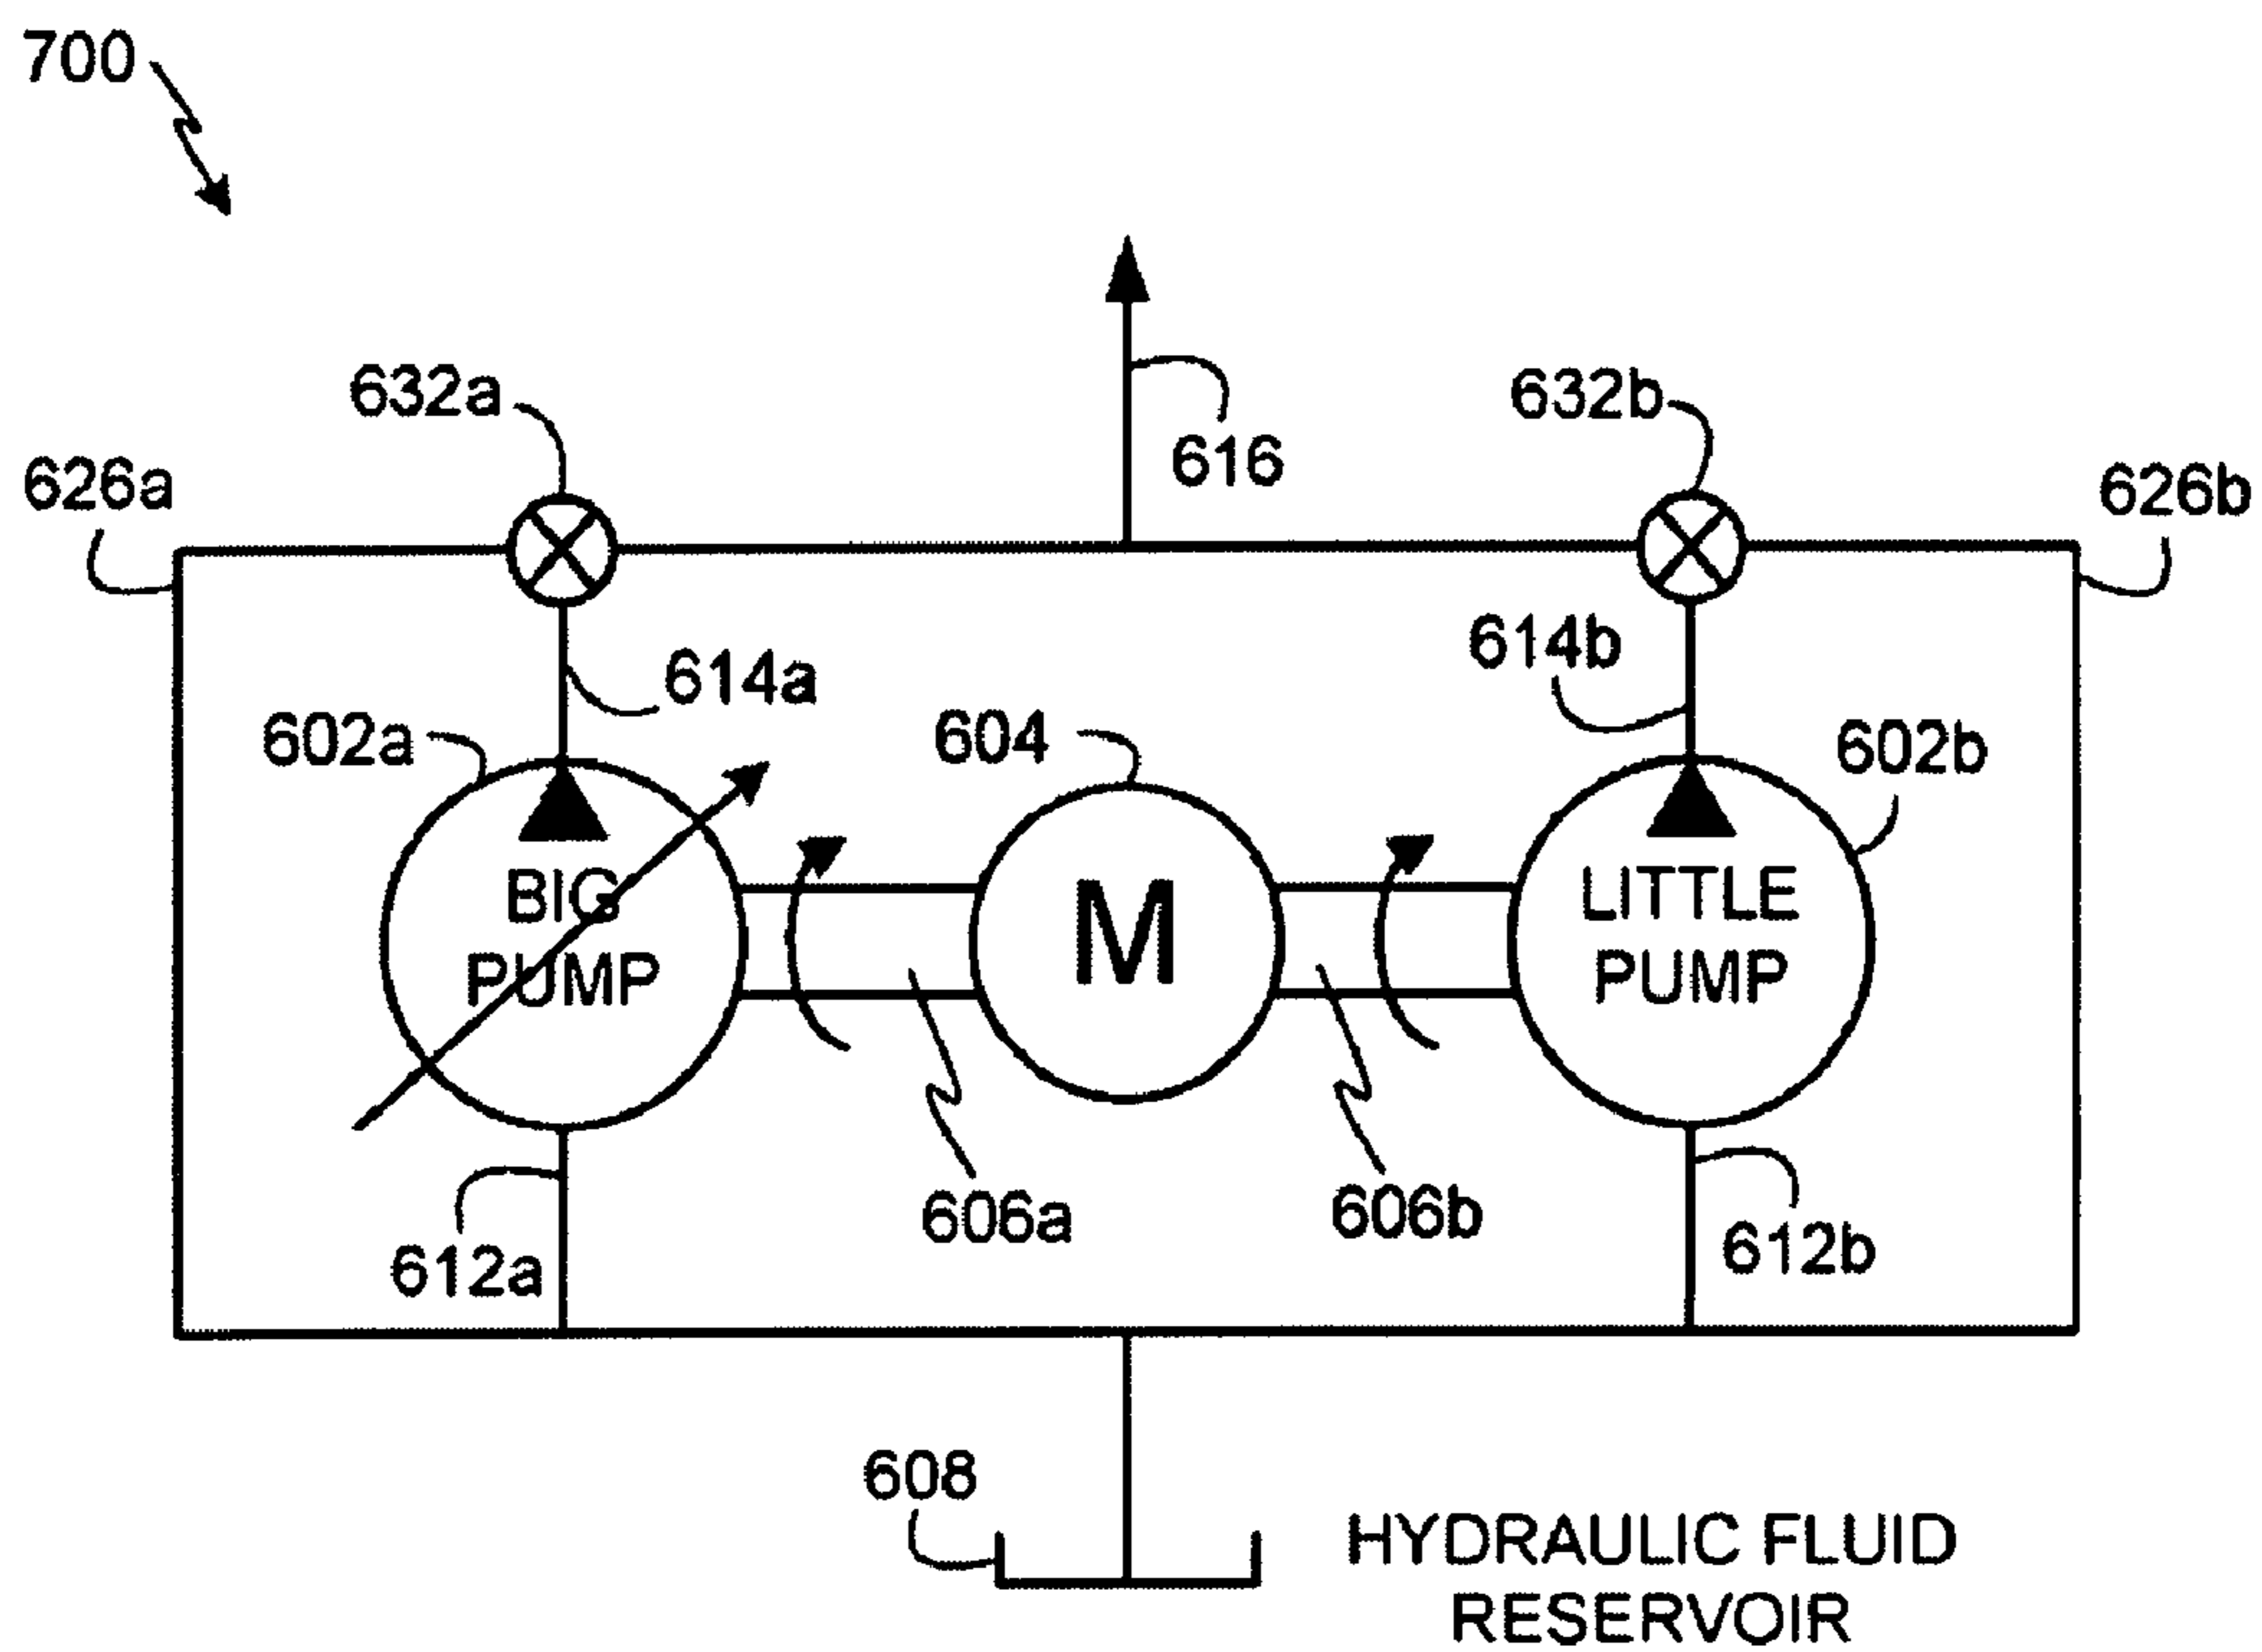 700
632a
632b
616
626a
626b
614a
614b
602a
604
602b
BIG
PUMP
M
LITTLE
PUMP
606a
606b
612a
612b
608
HYDRAULIC FLUID
RESERVOIR